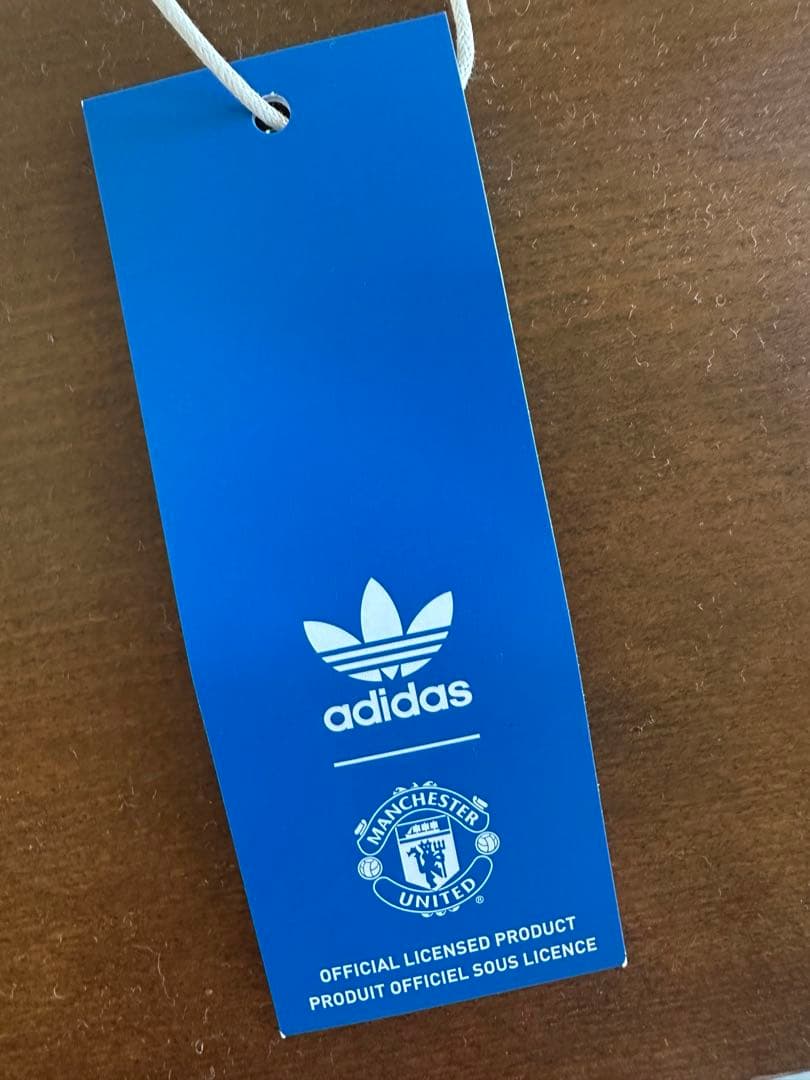 adidas
MANCHESTER
UNITED
®
OFFICIAL LICENSED PRODUCT
PRODUIT OFFICIEL SOUS LICENCE